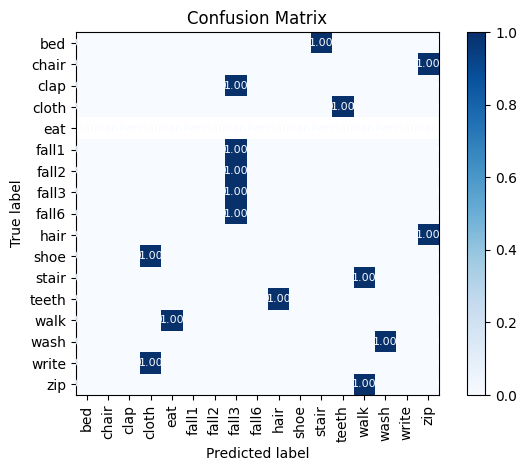 Confusion Matrix
True label
bed 1.00
chair 1.00
clap 1.00
cloth 1.00
eat
fall1 1.00
fall2 1.00
fall3 1.00
fall6 1.00
hair 1.00
shoe 1.00
stair 1.00
teeth 1.00
walk 1.00
wash 1.00
write 1.00
zip 1.00
bed chair clap cloth eat fall1 fall2 fall3 fall6 hair shoe stair teeth walk wash write zip
Predicted label
1.0
0.8
0.6
0.4
0.2
0.0